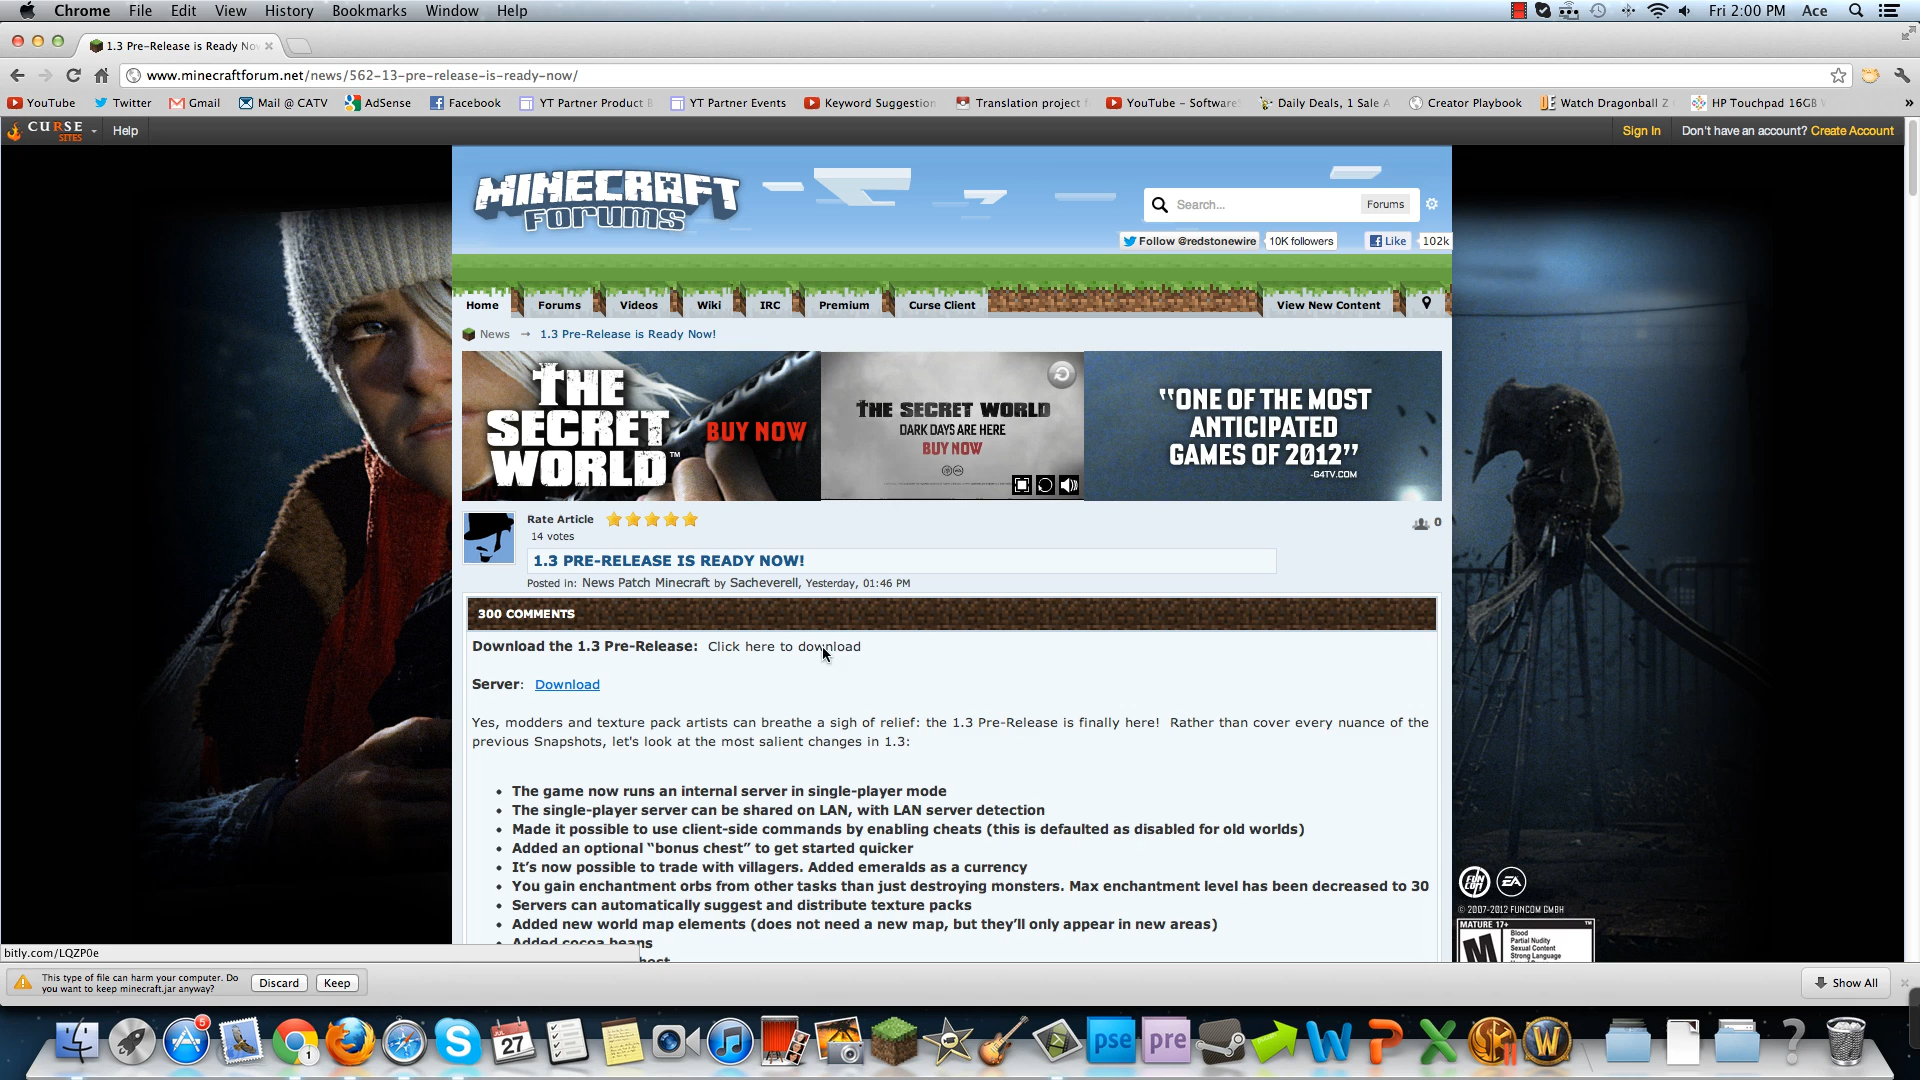 Chrome File Edit View History Bookmarks Window Help Fri 2:00 PM Ace
1.3 Pre-Release is Ready No
www.minecraftforum.net/news/562-13-pre-release-is-ready-now/
YouTube Twitter Gmail Mail @ CATV AdSense Facebook YT Partner Product YT Partner Events Keyword Suggestion Translation project YouTube - Software Daily Deals, 1 Sale Creator Playbook Watch Dragonball Z HP Touchpad 16GB »
CURSE SITES Help Sign In Don't have an account? Create Account
MINECRAFT
FORUMS
Search... Forums
Follow @redstonewire 10K followers Like 102k
Home Forums Videos Wiki IRC Premium Curse Client View New Content
News → 1.3 Pre-Release is Ready Now!
THE
SECRET
WORLD™
BUY NOW
THE SECRET WORLD
DARK DAYS ARE HERE
BUY NOW
"ONE OF THE MOST
ANTICIPATED
GAMES OF 2012"
-G4TV.COM
Rate Article
14 votes
0
1.3 PRE-RELEASE IS READY NOW!
Posted in: News Patch Minecraft by Sacheverell, Yesterday, 01:46 PM
300 COMMENTS
Download the 1.3 Pre-Release: Click here to download
Server: Download
Yes, modders and texture pack artists can breathe a sigh of relief: the 1.3 Pre-Release is finally here! Rather than cover every nuance of the
previous Snapshots, let's look at the most salient changes in 1.3:
• The game now runs an internal server in single-player mode
• The single-player server can be shared on LAN, with LAN server detection
• Made it possible to use client-side commands by enabling cheats (this is defaulted as disabled for old worlds)
• Added an optional “bonus chest” to get started quicker
• It’s now possible to trade with villagers. Added emeralds as a currency
• You gain enchantment orbs from other tasks than just destroying monsters. Max enchantment level has been decreased to 30
• Servers can automatically suggest and distribute texture packs
• Added new world map elements (does not need a new map, but they’ll only appear in new areas)
• Added cocoa beans
FUNCOM EA
© 2007-2012 FUNCOM GMBH
MATURE 17+
M
Blood
Partial Nudity
Sexual Content
Strong Language
bitly.com/LQZP0e
This type of file can harm your computer. Do
you want to keep minecraft.jar anyway?
Discard Keep Show All
5 1 JUL 27 S pse pre W P X W ?